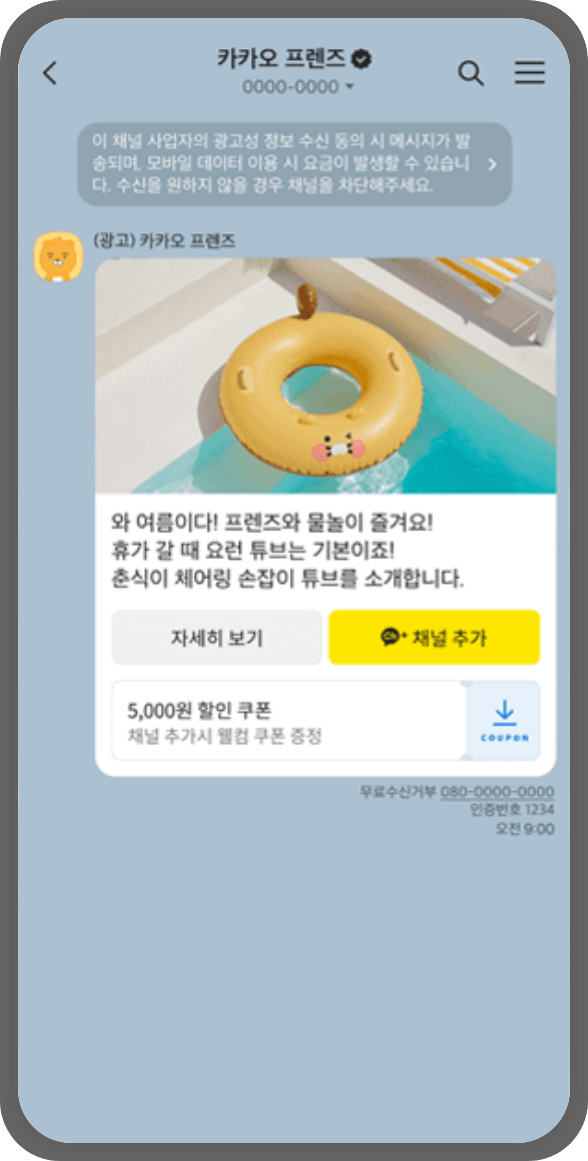 카카오 프렌즈
0000-0000
이 채널 사업자의 광고성 정보 수신 동의 시 메시지가 발
송되며, 모바일 데이터 이용 시 요금이 발생할 수 있습니
다. 수신을 원하지 않을 경우 채널을 차단해주세요.
(광고) 카카오 프렌즈
와 여름이다! 프렌즈와 물놀이 즐겨요!
휴가 갈 때 요런 튜브는 기본이죠!
춘식이 체어링 손잡이 튜브를 소개합니다.
자세히 보기
Ch+ 채널 추가
5,000원 할인 쿠폰
채널 추가시 웰컴 쿠폰 증정
COUPON
무료수신거부 080-0000-0000
인증번호 1234
오전 9:00